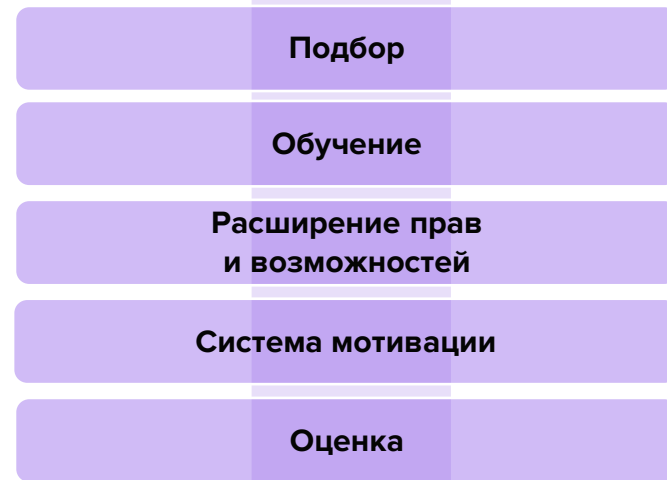 Подбор
Обучение
Расширение прав
и возможностей
Система мотивации
Оценка